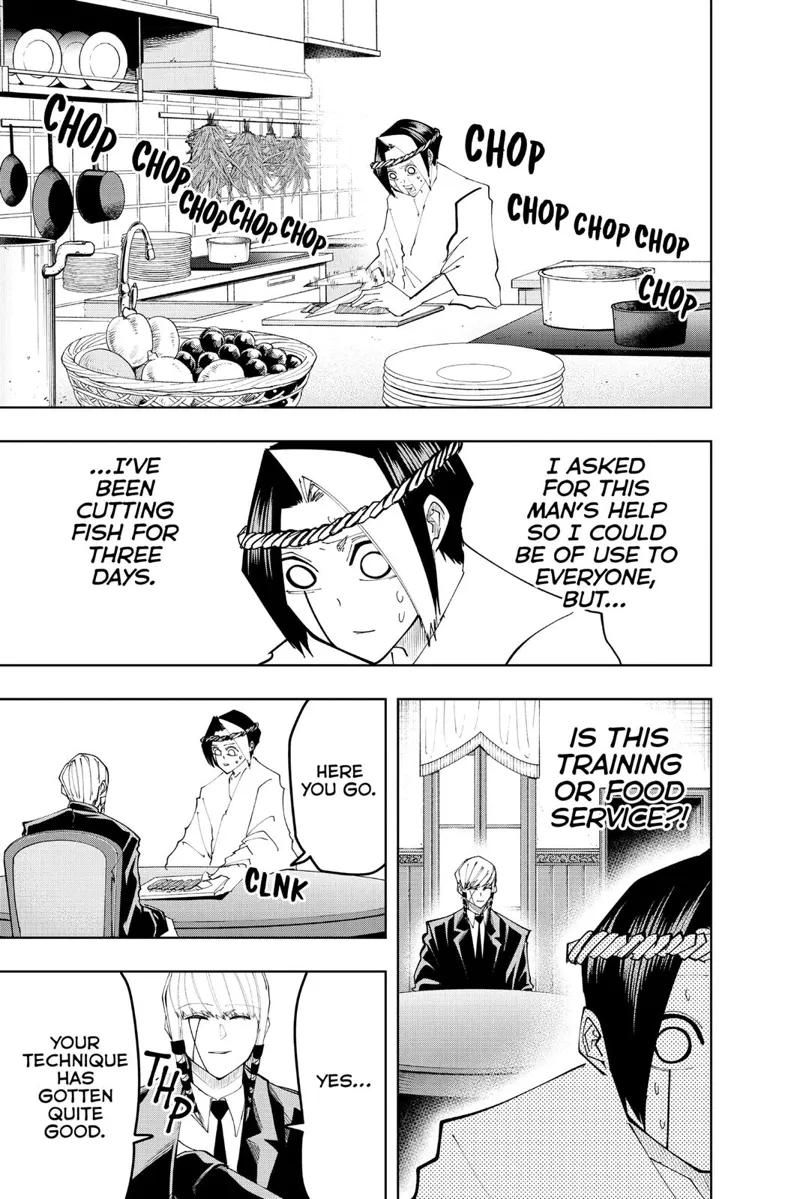 CHOP
CHOP
CHOP
CHOP
CHOP
CHOP
CHOP
CHOP
CHOP
CHOP
I ASKED
FOR THIS
MAN'S HELP
SO I COULD
BE OF USE TO
EVERYONE,
BUT...
...I'VE
BEEN
CUTTING
FISH FOR
THREE
DAYS.
IS THIS
TRAINING
OR FOOD
SERVICE?!
HERE
YOU GO.
CLNK
YES...
THP
YOUR
TECHNIQUE
HAS
GOTTEN
QUITE
GOOD.